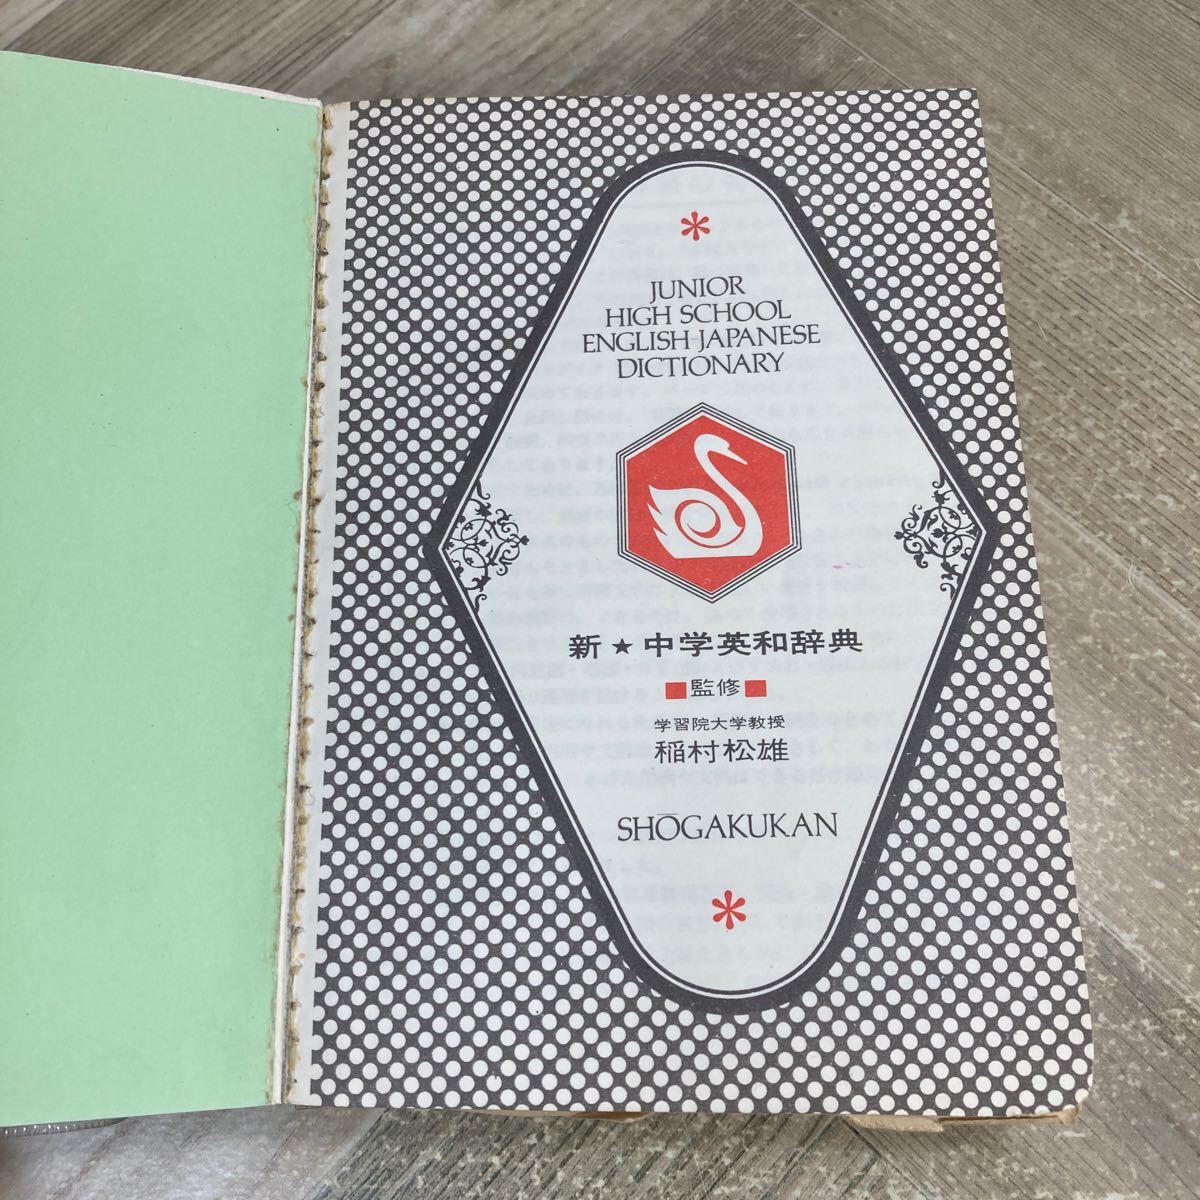 JUNIOR
HIGH SCHOOL
ENGLISH JAPANESE
DICTIONARY
新★中学英和辞典
■監修■
学習院大学教授
稲村松雄
SHŌGAKUKAN